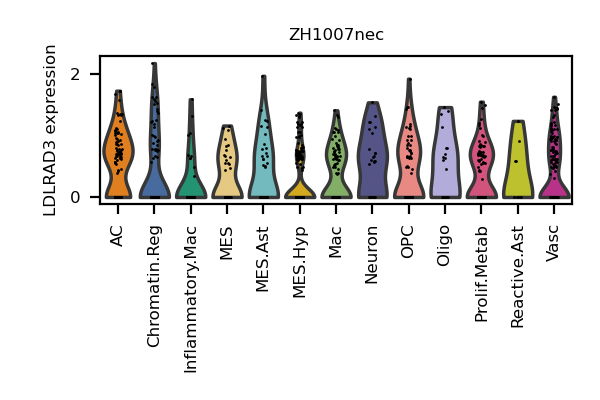 ZH1007nec
LDLRAD3 expression
2
0
AC
Chromatin.Reg
Inflammatory.Mac
MES
MES.Ast
MES.Hyp
Mac
Neuron
OPC
Oligo
Prolif.Metab
Reactive.Ast
Vasc